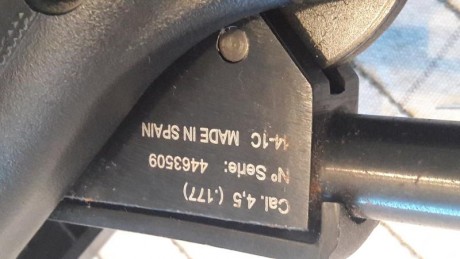 Cal. 4,5 (.177)
Nº Serie: 4463509
14-1C MADE IN SPAIN